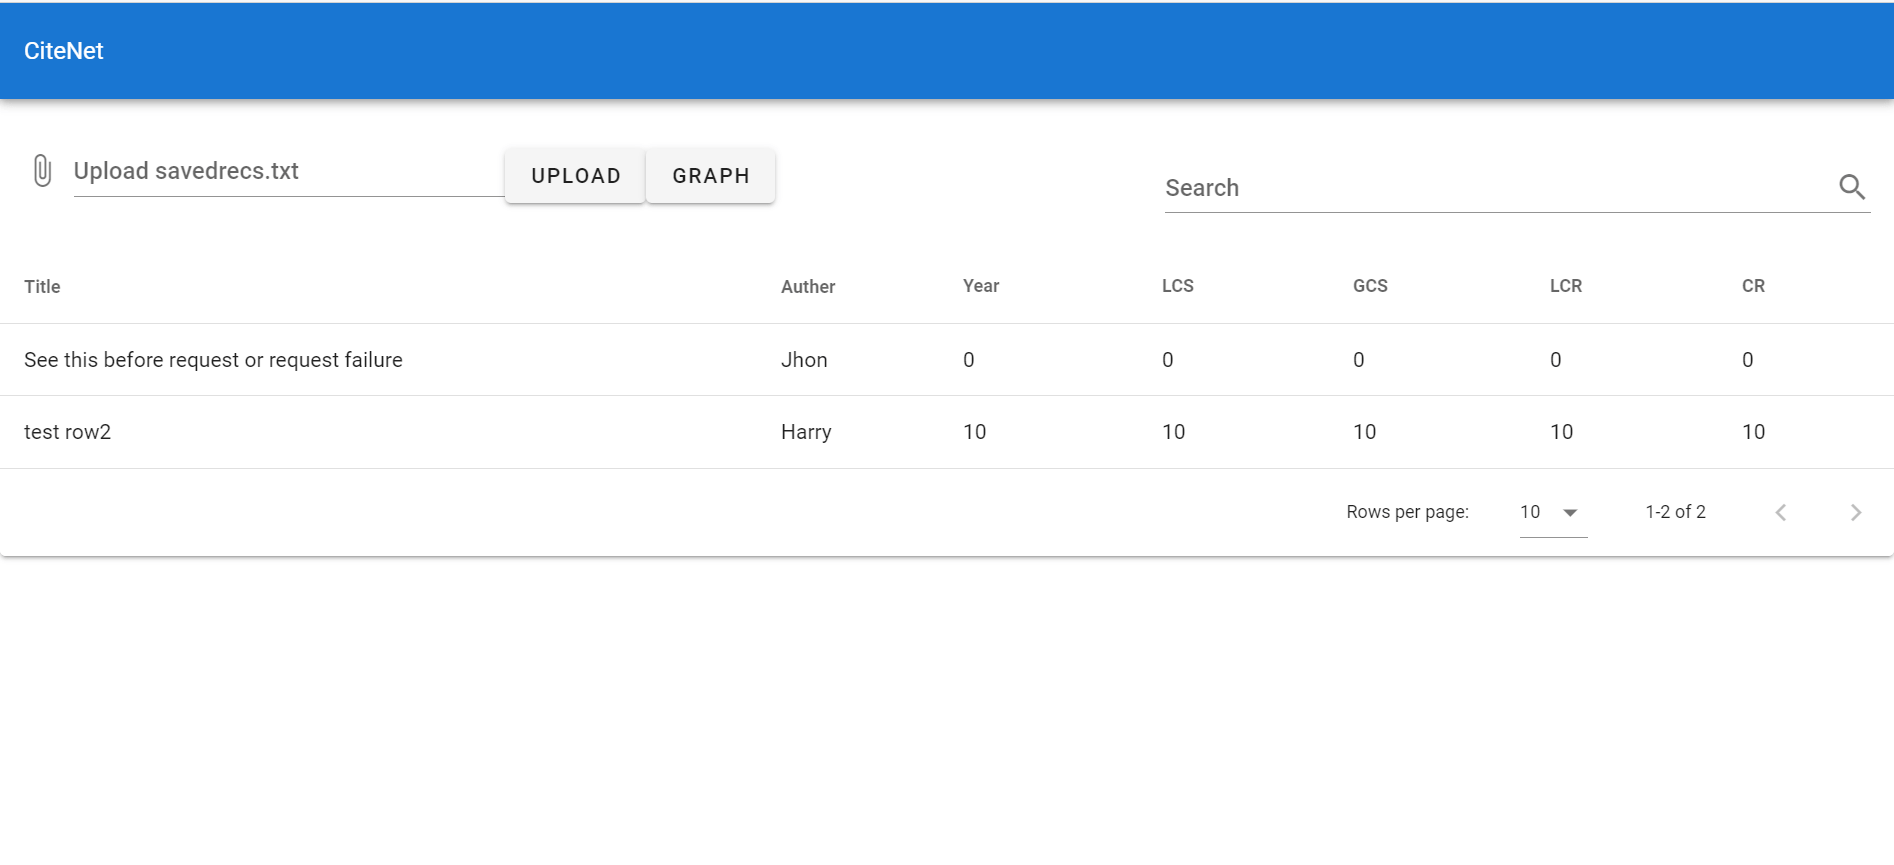 CiteNet
Upload savedrecs.txt UPLOAD GRAPH
Search
Title Auther Year LCS GCS LCR CR
See this before request or request failure Jhon 0 0 0 0 0
test row2 Harry 10 10 10 10 10
Rows per page: 10 1-2 of 2